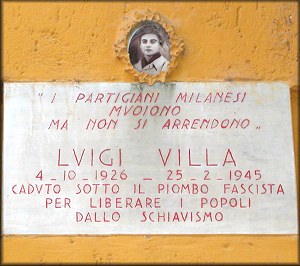 "I PARTIGIANI MILANESI
MVOIONO
MA NON SI ARRENDONO„
LVIGI VILLA
4-10-1926 - 25-2-1945
CADVTO SOTTO IL PIOMBO FASCISTA
PER LIBERARE I POPOLI
DALLO SCHIAVISMO